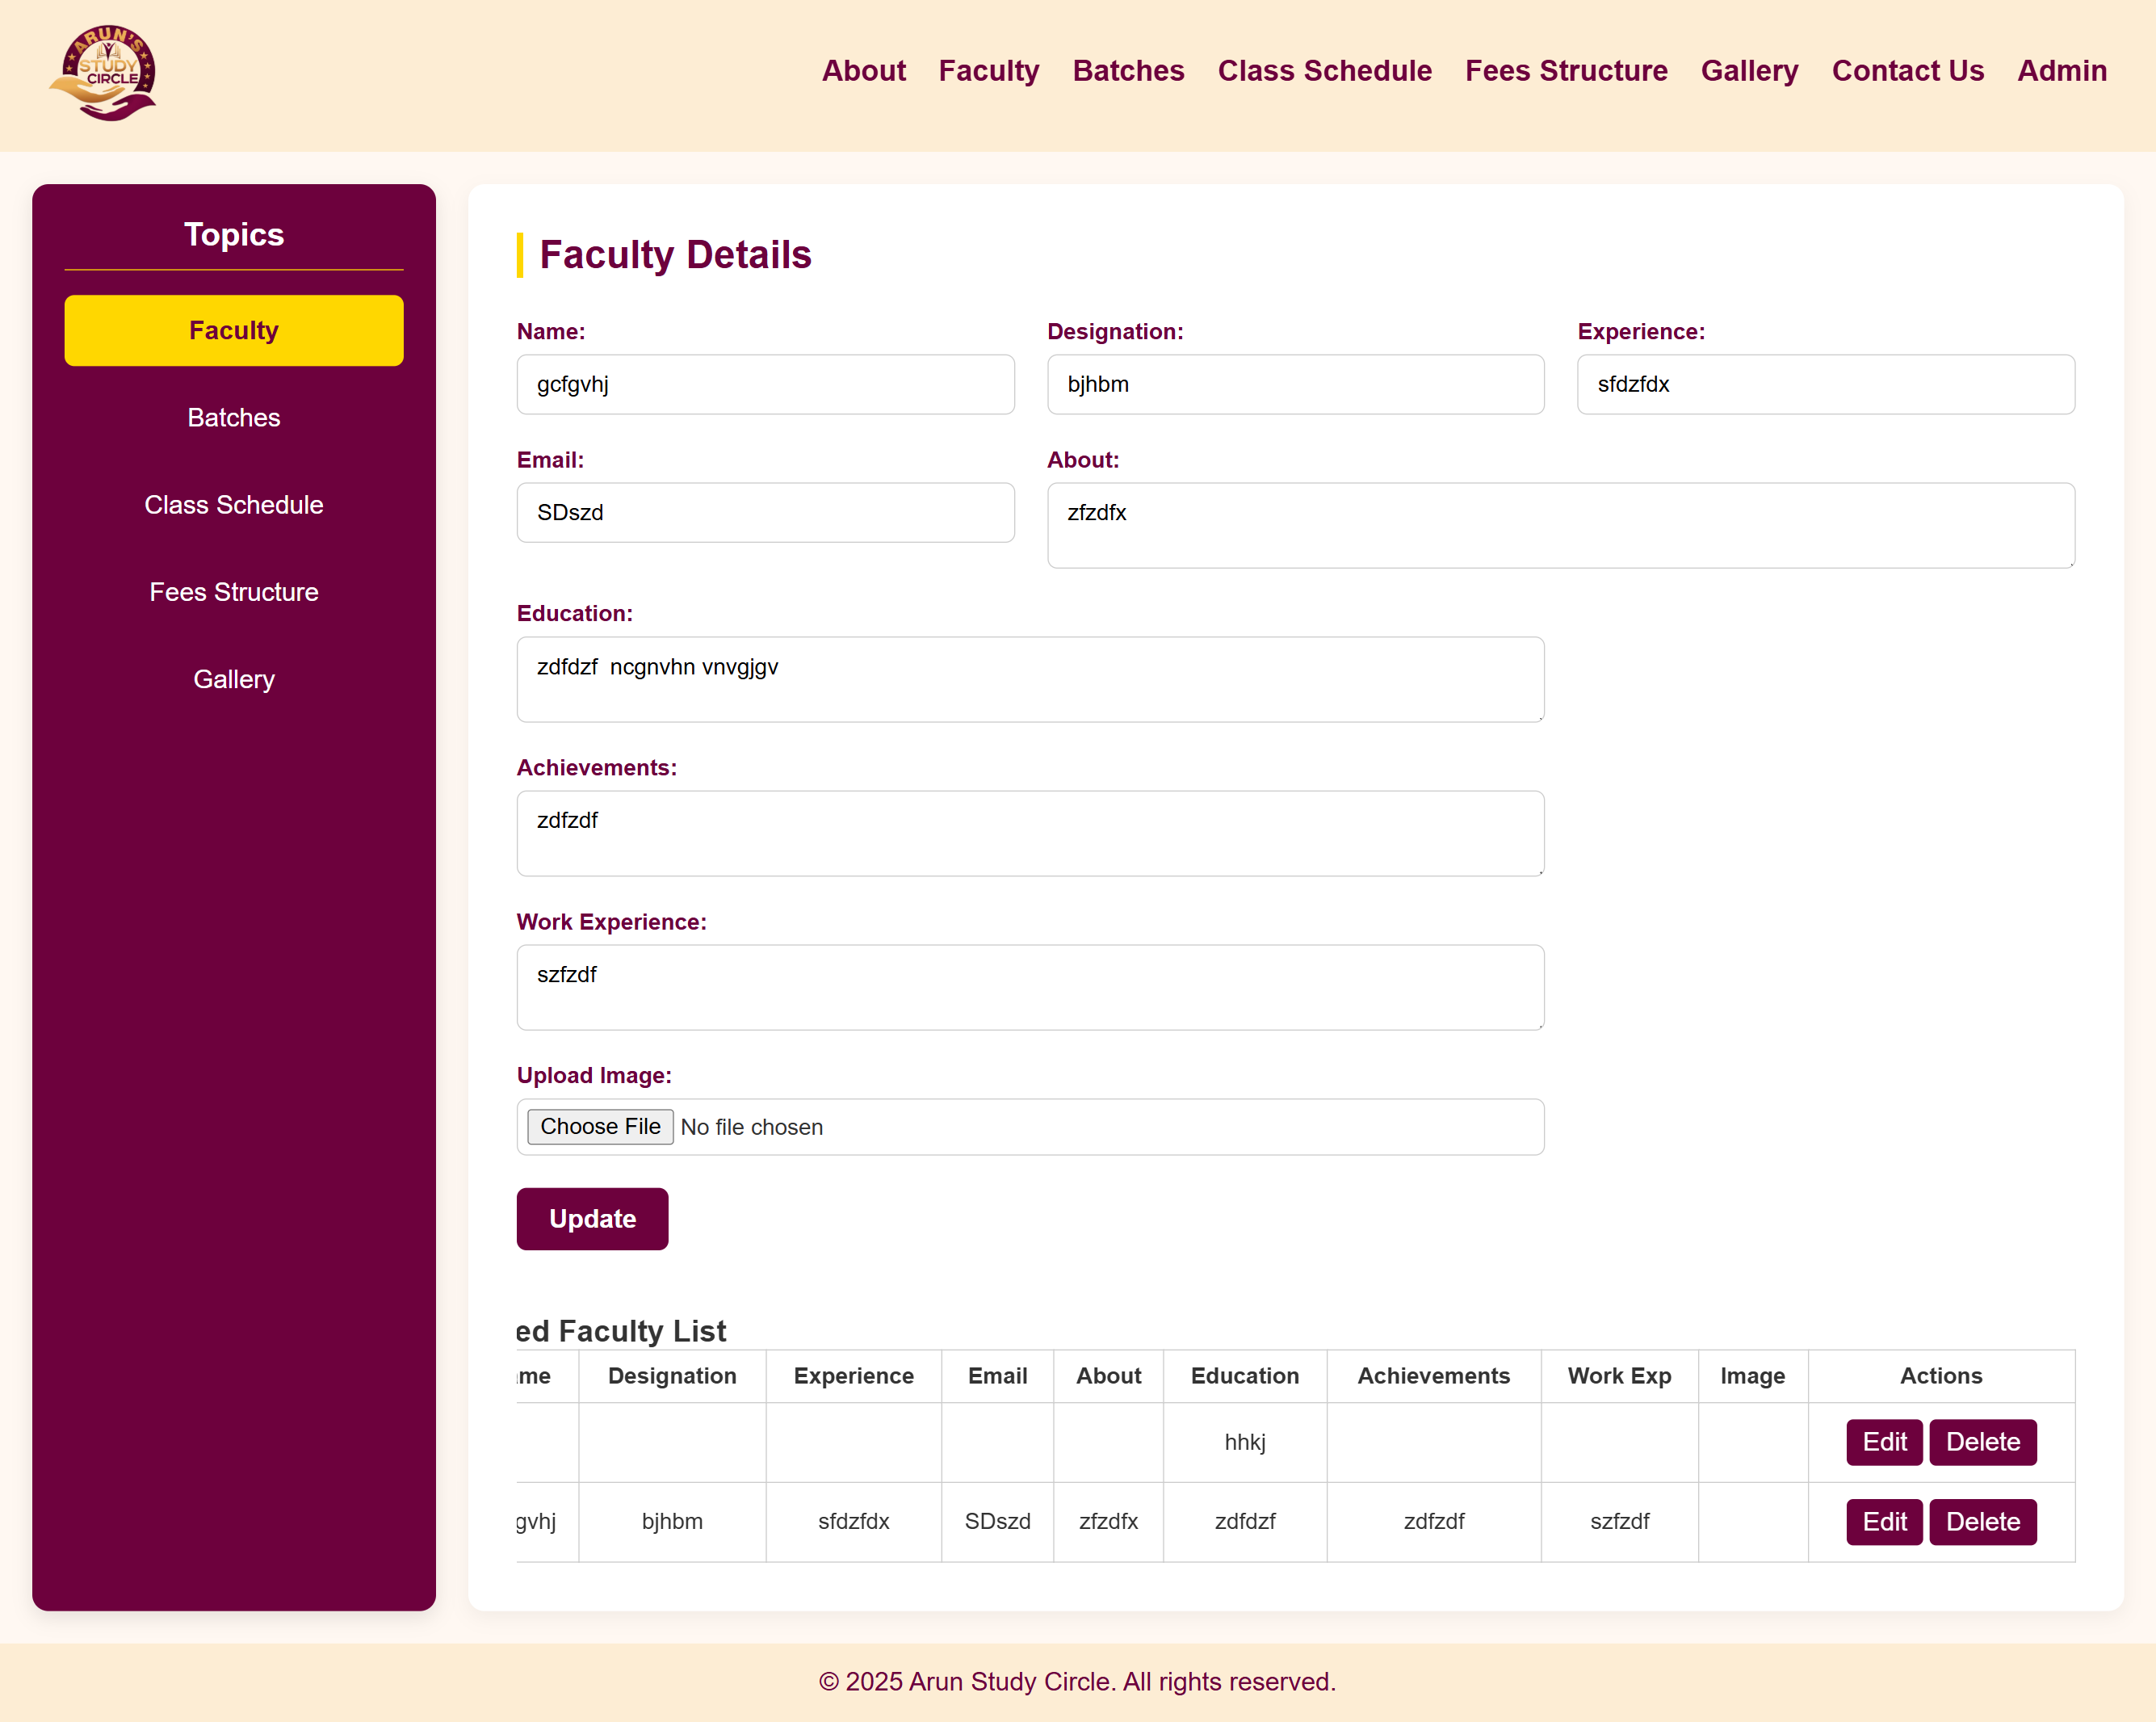 ARUN'S
STUDY
CIRCLE
About Faculty Batches Class Schedule Fees Structure Gallery Contact Us Admin
Topics
Faculty
Batches
Class Schedule
Fees Structure
Gallery
Faculty Details
Name: Designation: Experience:
gcfgvhj bjhbm sfdzfdx
Email: About:
SDszd zfzdfx
Education:
zdfdzf  ncgnvhn vnvgjgv
Achievements:
zdfzdf
Work Experience:
szfzdf
Upload Image:
Choose File No file chosen
Update
ed Faculty List
me Designation Experience Email About Education Achievements Work Exp Image Actions
hhkj Edit Delete
gvhj bjhbm sfdzfdx SDszd zfzdfx zdfdzf zdfzdf szfzdf Edit Delete
© 2025 Arun Study Circle. All rights reserved.